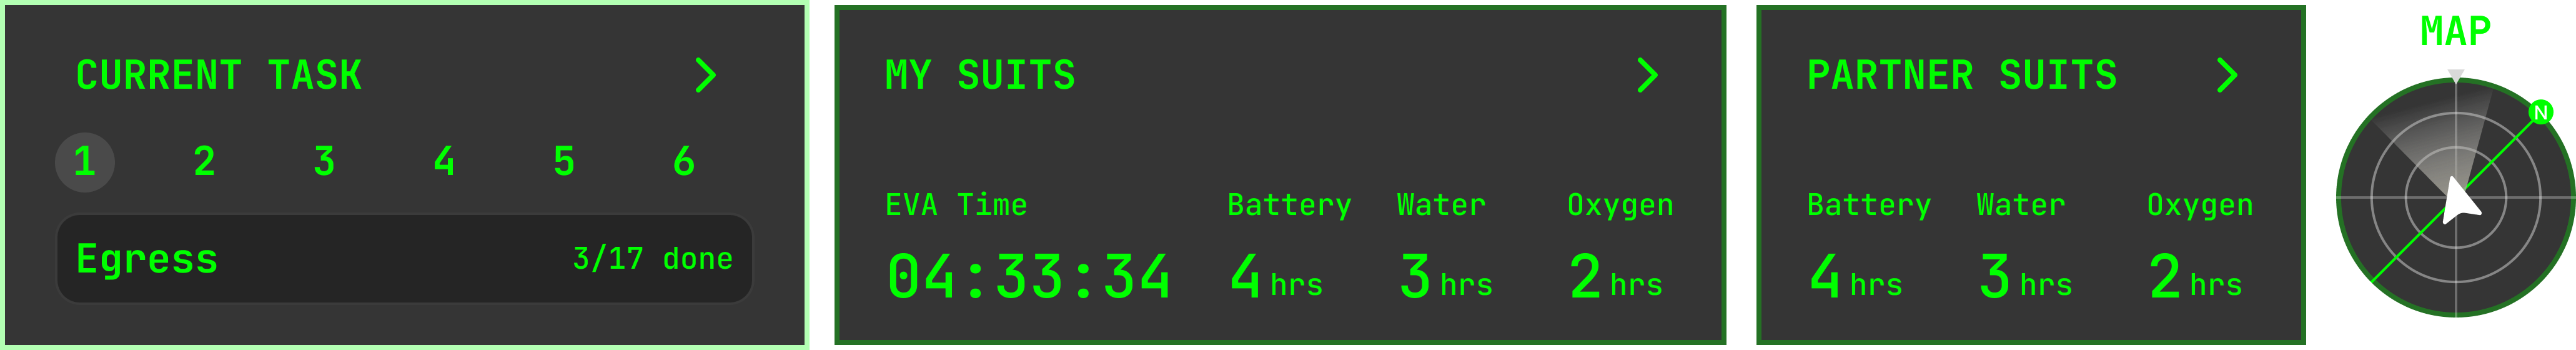 CURRENT TASK
1 2 3 4 5 6
Egress 3/17 done
MY SUITS
EVA Time Battery Water Oxygen
04:33:34 4 hrs 3 hrs 2 hrs
PARTNER SUITS
Battery Water Oxygen
4 hrs 3 hrs 2 hrs
MAP
N